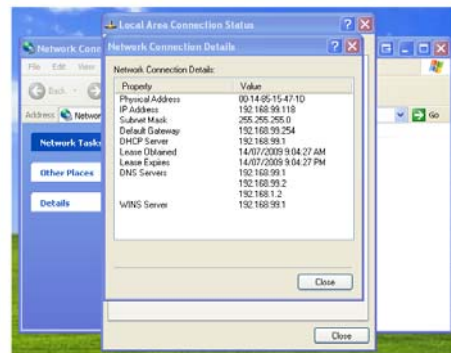 Local Area Connection Status
Network Conn
Network Connection Details
File Edit View
Back
Address Networ
Go
Network Tasks
Other Places
Details
Network Connection Details:
Property Value
Physical Address 00-14-85-15-47-1D
IP Address 192.168.99.118
Subnet Mask 255.255.255.0
Default Gateway 192.168.99.254
DHCP Server 192.168.99.1
Lease Obtained 14/07/2009 9:04:27 AM
Lease Expires 14/07/2009 9:04:27 PM
DNS Servers 192.168.99.1
192.168.99.2
192.168.1.2
WINS Server 192.168.99.1
Close
Close